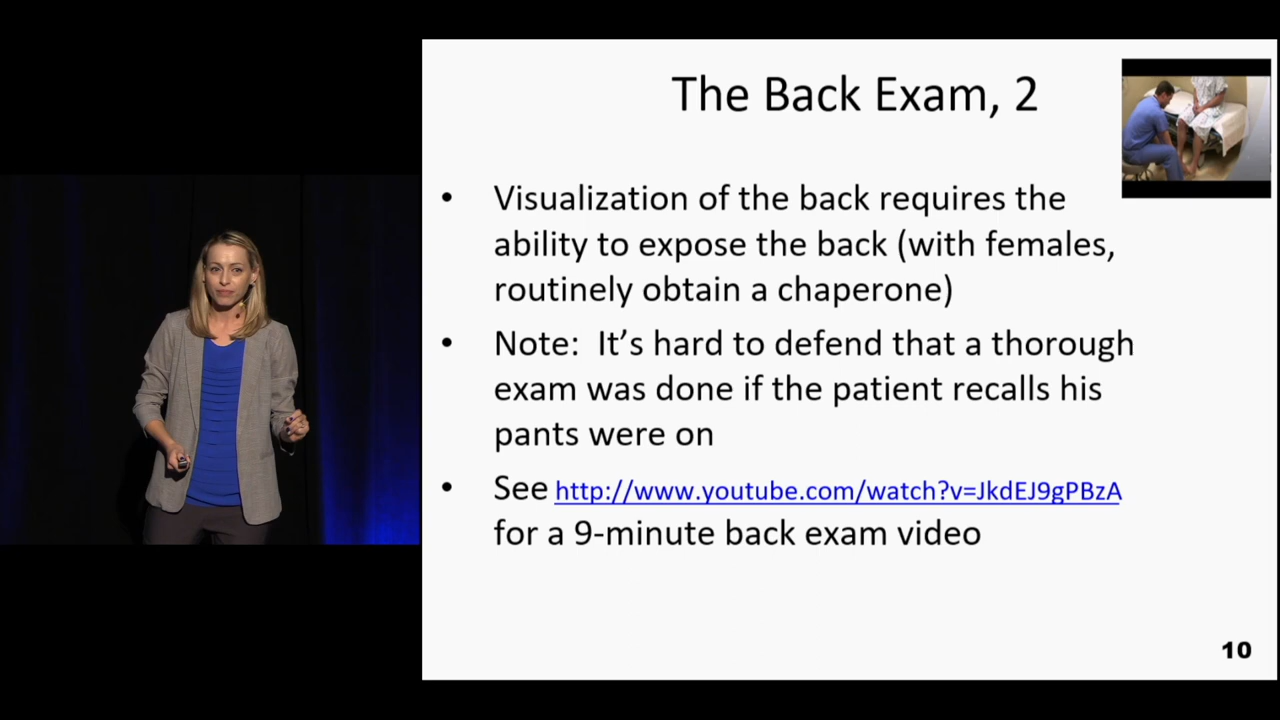 The Back Exam, 2
• Visualization of the back requires the
ability to expose the back (with females,
routinely obtain a chaperone)
• Note: It’s hard to defend that a thorough
exam was done if the patient recalls his
pants were on
• See http://www.youtube.com/watch?v=JkdEJ9gPBzA
for a 9-minute back exam video
10